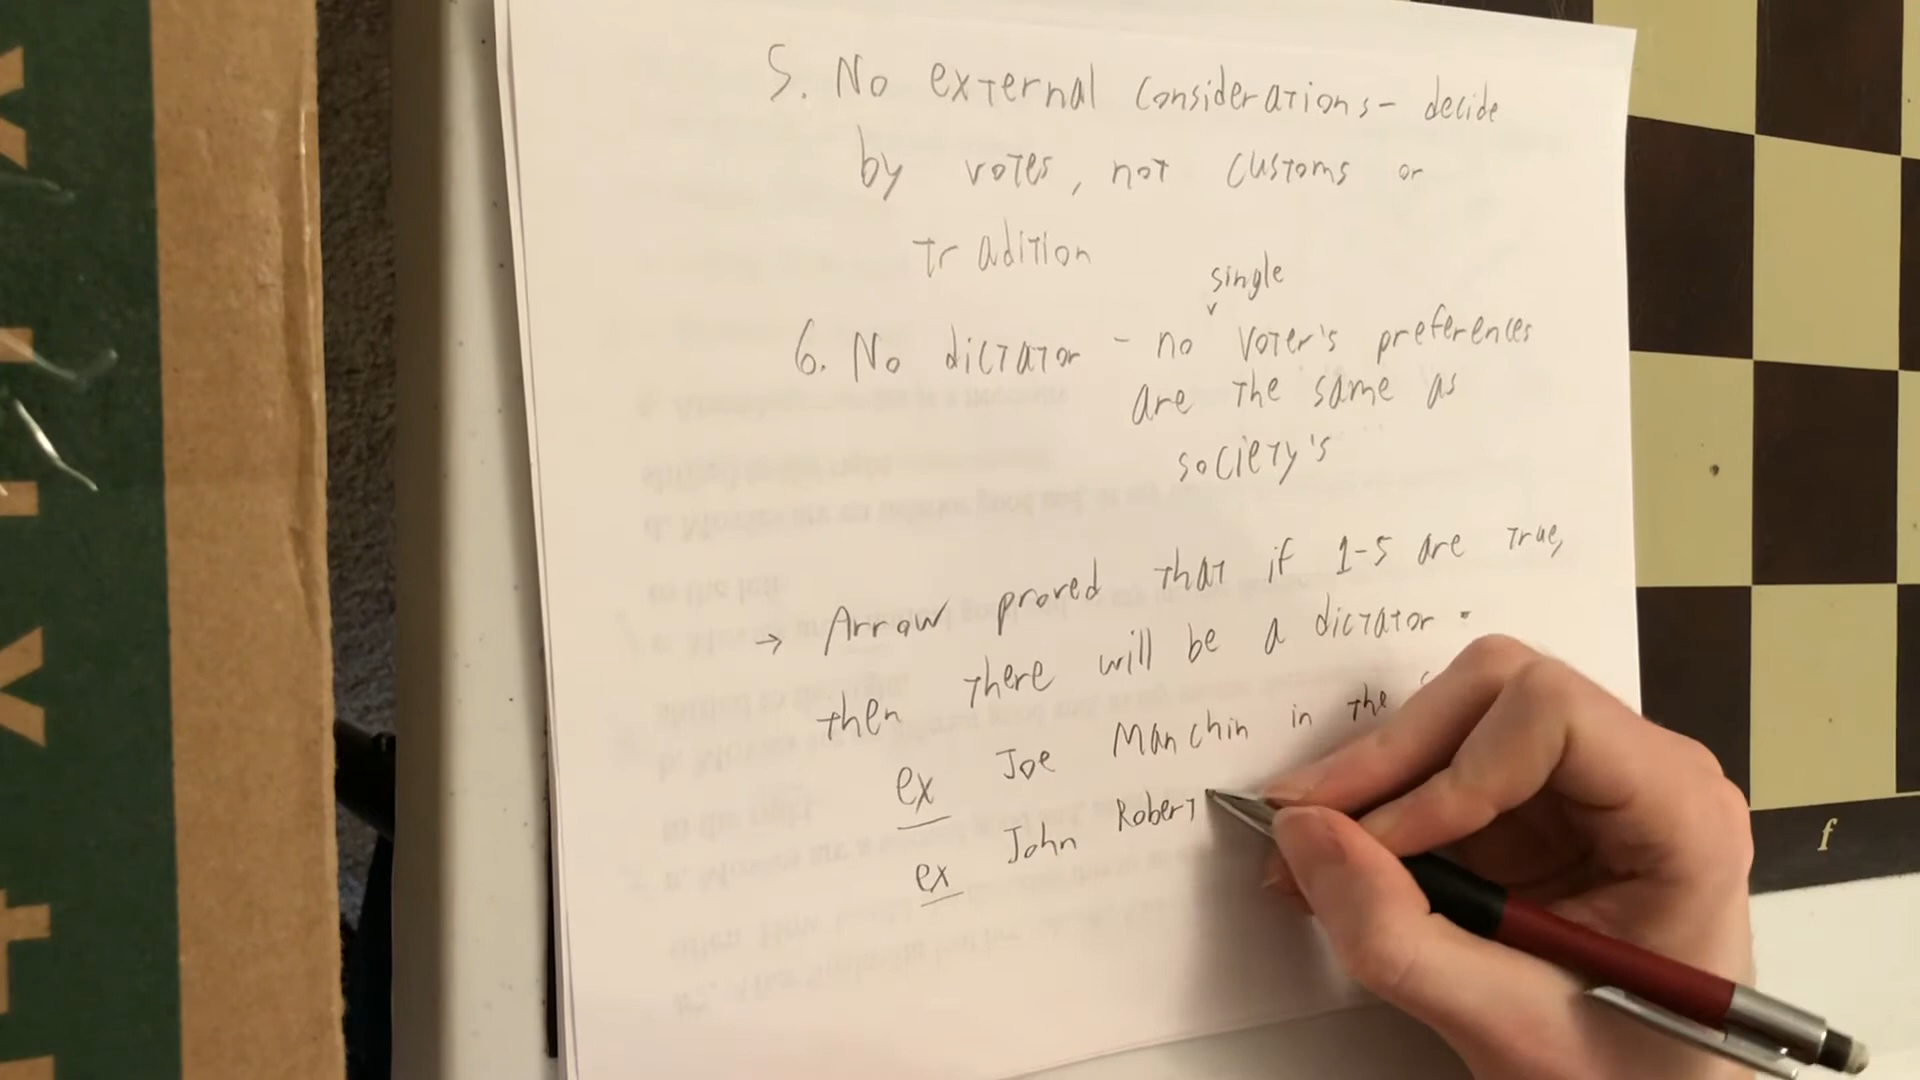 5. No external considerations - decide
by votes, not customs or
tradition
single
6. No dictator - no voter's preferences
are the same as
society's
→ Arrow proved that if 1-5 are true,
then there will be a dictator.
ex Joe Manchin in the
ex John Robert
f